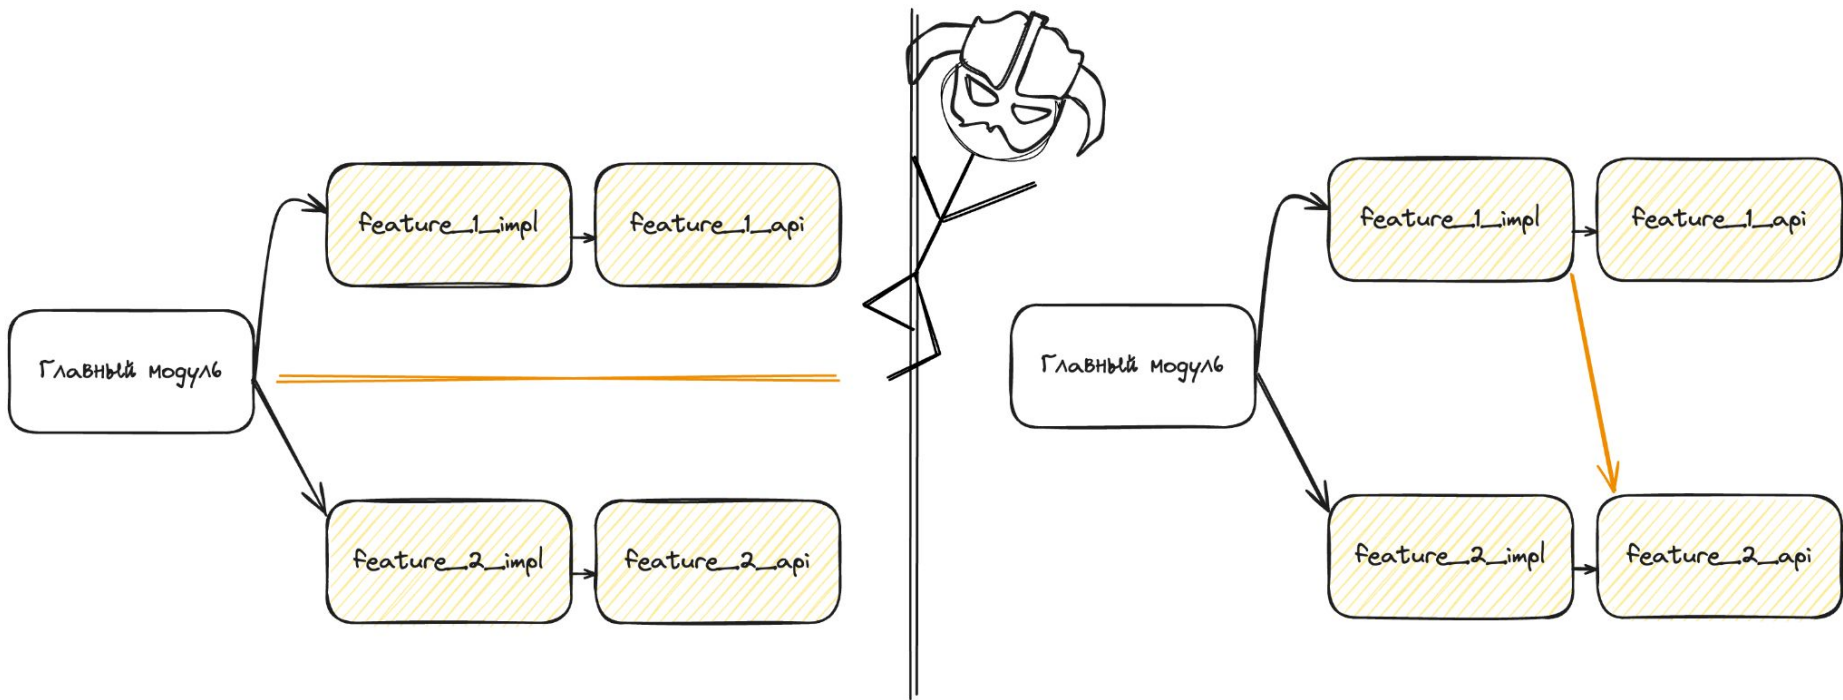 feature_1_impl
feature_1_api
Главный модуль
feature_2_impl
feature_2_api
feature_1_impl
feature_1_api
Главный модуль
feature_2_impl
feature_2_api